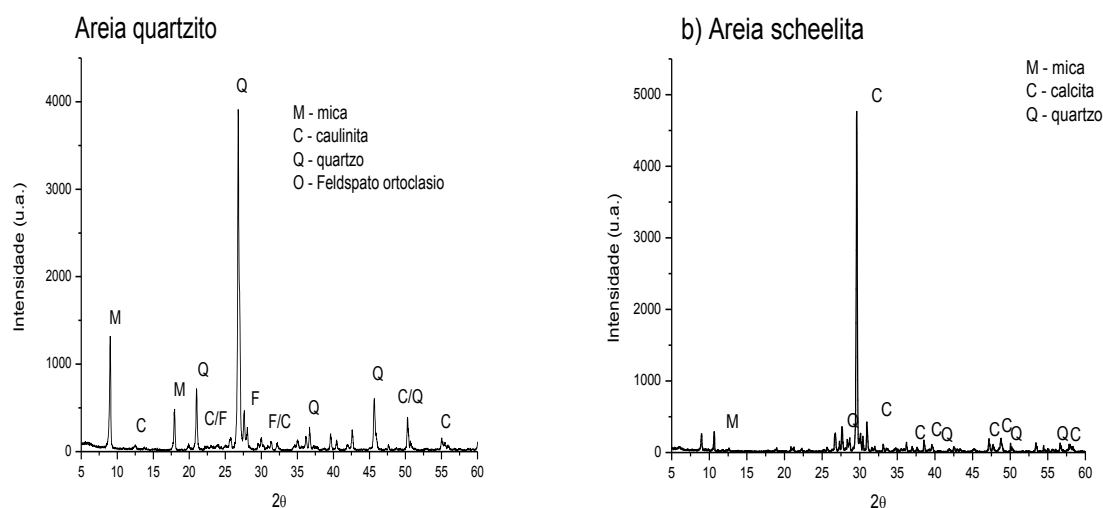 Areia quartzito
Q
M - mica
C - caulinita
Q - quartzo
O - Feldspato ortoclasio
M
C
M
Q
C/F
F
F/C
Q
Q
C/Q
C
Intensidade (u.a.)
4000
3000
2000
1000
0
5 10 15 20 25 30 35 40 45 50 55 60
2θ
b) Areia scheelita
M - mica
C - calcita
Q - quartzo
C
M
Q
C
C
C
Q
C
C
Q
Q
C
Intensidade (u.a.)
5000
4000
3000
2000
1000
0
5 10 15 20 25 30 35 40 45 50 55 60
2θ